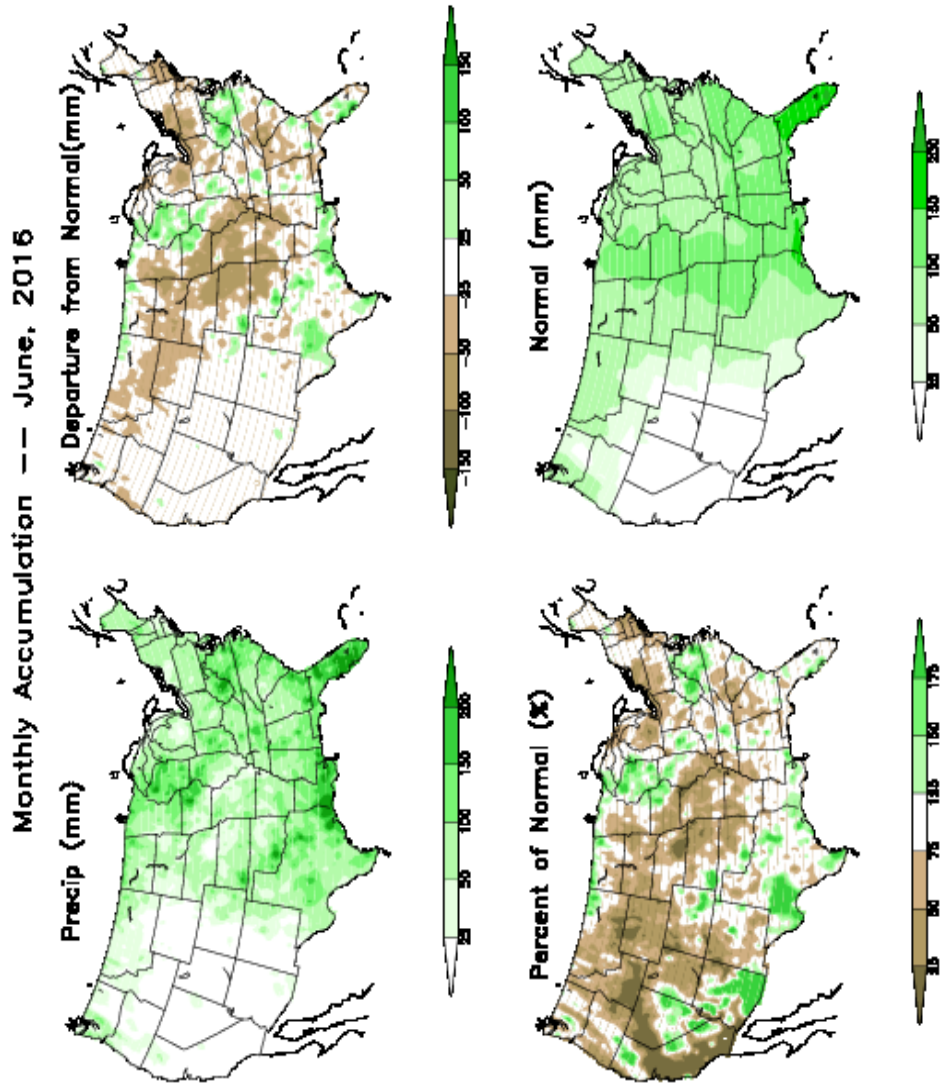 Monthly Accumulation -- June, 2016
Precip (mm)
Departure from Normal(mm)
25 50 100 150 200
-150 -100 -50 -25 25 50 100 150
Percent of Normal (%)
Normal (mm)
25 50 75 125 150 175
25 50 100 150 200